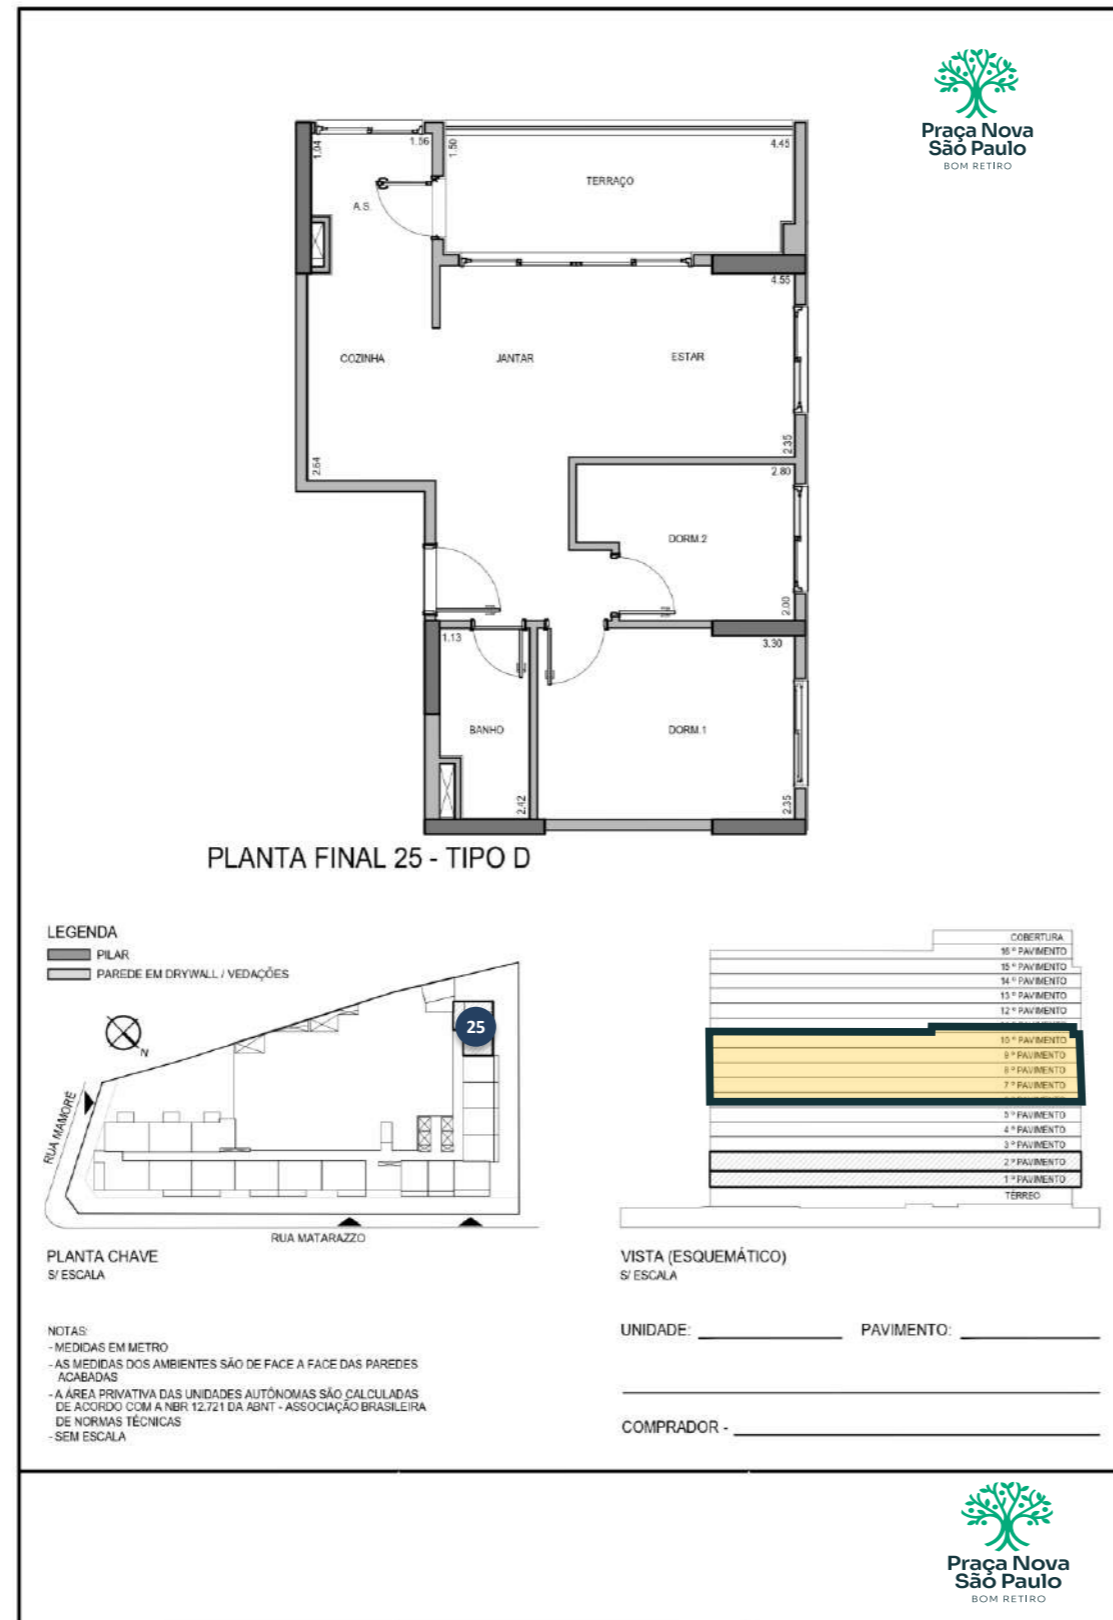 Praça Nova
São Paulo
BOM RETIRO
1.04
1.56
1.50
4.45
TERRAÇO
A.S.
4.55
COZINHA
JANTAR
ESTAR
2.64
2.35
2.80
DORM.2
2.00
1.13
3.30
BANHO
DORM.1
2.42
2.35
PLANTA FINAL 25 - TIPO D
LEGENDA
PILAR
PAREDE EM DRYWALL / VEDAÇÕES
N
25
RUA MAMORÉ
RUA MATARAZZO
PLANTA CHAVE
S/ ESCALA
COBERTURA
16 º PAVIMENTO
15 º PAVIMENTO
14 º PAVIMENTO
13 º PAVIMENTO
12 º PAVIMENTO
10 º PAVIMENTO
9 º PAVIMENTO
8 º PAVIMENTO
7 º PAVIMENTO
5 º PAVIMENTO
4 º PAVIMENTO
3 º PAVIMENTO
2 º PAVIMENTO
1 º PAVIMENTO
TÉRREO
VISTA (ESQUEMÁTICO)
S/ ESCALA
NOTAS:
- MEDIDAS EM METRO
- AS MEDIDAS DOS AMBIENTES SÃO DE FACE A FACE DAS PAREDES
ACABADAS
- A ÁREA PRIVATIVA DAS UNIDADES AUTÔNOMAS SÃO CALCULADAS
DE ACORDO COM A NBR 12.721 DA ABNT - ASSOCIAÇÃO BRASILEIRA
DE NORMAS TÉCNICAS
- SEM ESCALA
UNIDADE: PAVIMENTO:
COMPRADOR -
Praça Nova
São Paulo
BOM RETIRO